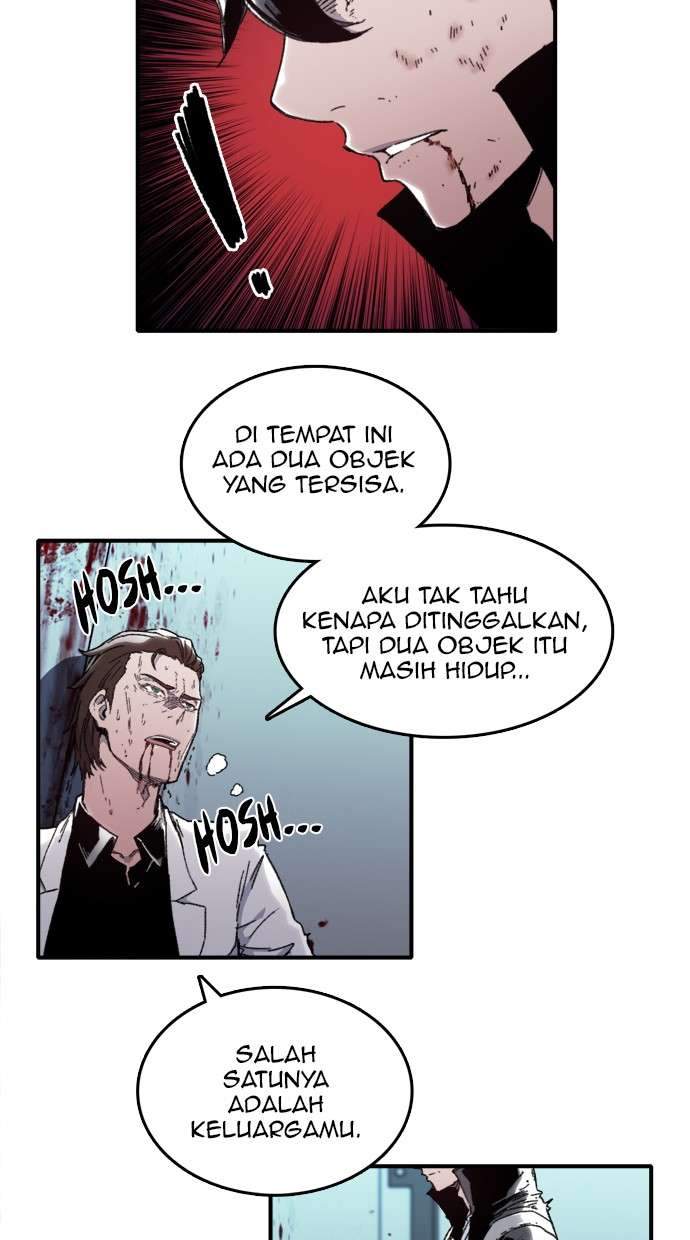 !!
DI TEMPAT INI
ADA DUA OBJEK
YANG TERSISA.
HOSH...
AKU TAK TAHU
KENAPA DITINGGALKAN,
TAPI DUA OBJEK ITU
MASIH HIDUP...
HOSH...
SALAH
SATUNYA
ADALAH
KELUARGAMU.